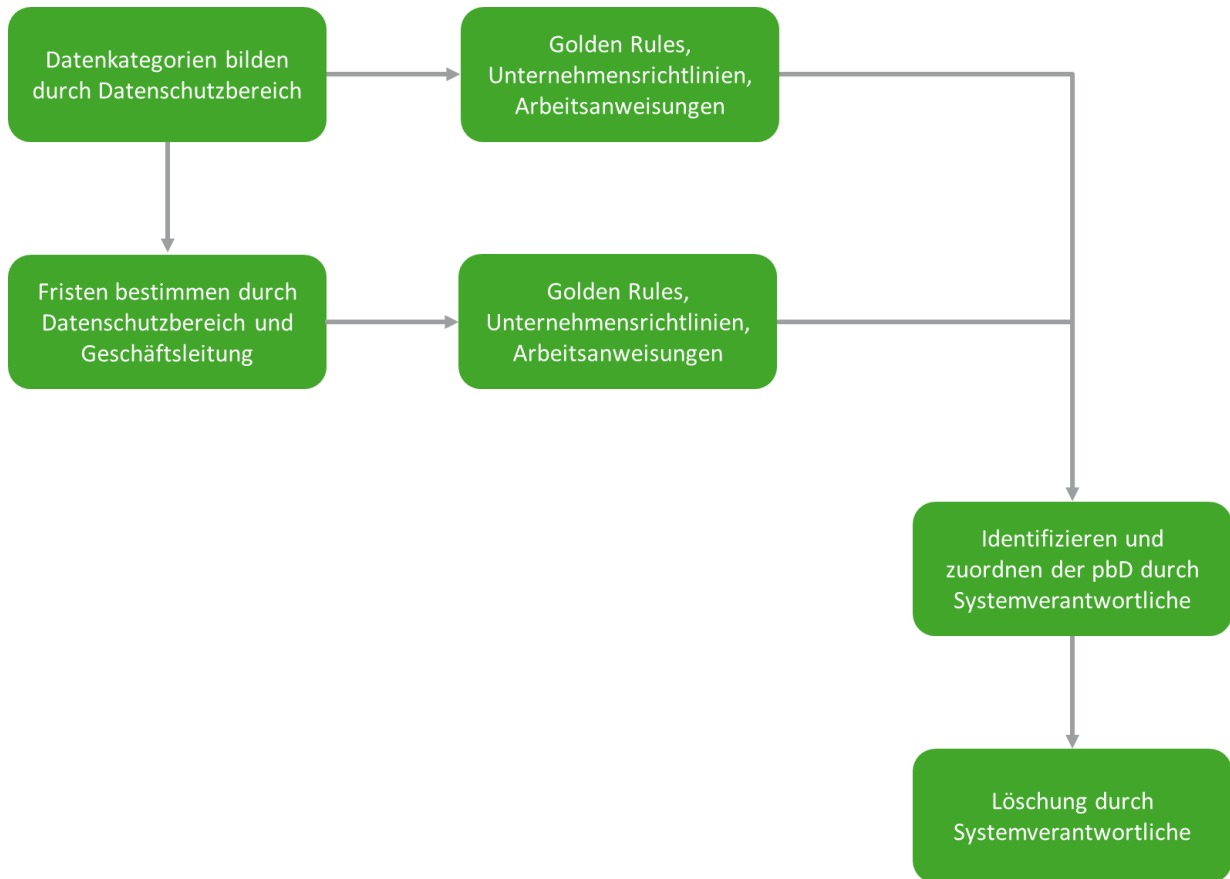 Datenkategorien bilden
durch Datenschutzbereich
Golden Rules,
Unternehmensrichtlinien,
Arbeitsanweisungen
Fristen bestimmen durch
Datenschutzbereich und
Geschäftsleitung
Golden Rules,
Unternehmensrichtlinien,
Arbeitsanweisungen
Identifizieren und
zuordnen der pbD durch
Systemverantwortliche
Löschung durch
Systemverantwortliche